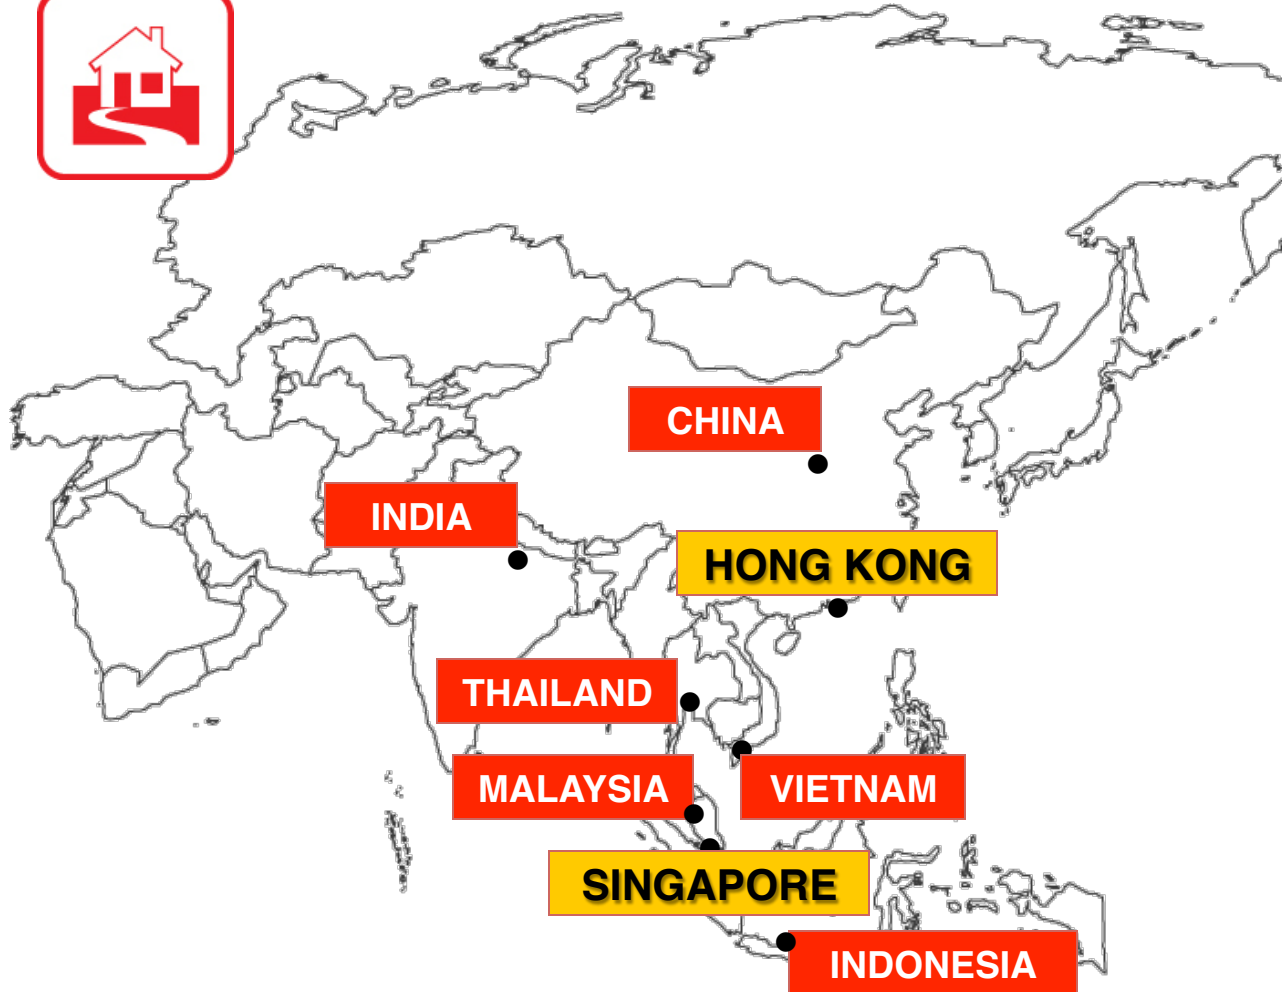 CHINA
INDIA
HONG KONG
THAILAND
MALAYSIA
VIETNAM
SINGAPORE
INDONESIA